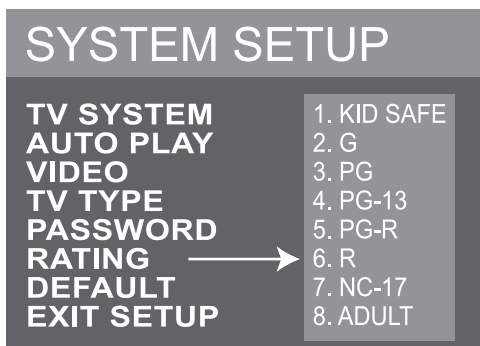 SYSTEM SETUP
TV SYSTEM
AUTO PLAY
VIDEO
TV TYPE
PASSWORD
RATING
DEFAULT
EXIT SETUP
1. KID SAFE
2. G
3. PG
4. PG-13
5. PG-R
6. R
7. NC-17
8. ADULT